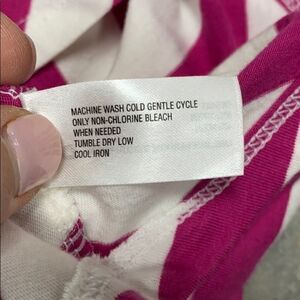 MACHINE WASH COLD GENTLE CYCLE
ONLY NON-CHLORINE BLEACH
WHEN NEEDED
TUMBLE DRY LOW
COOL IRON